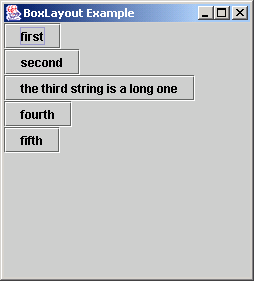 BoxLayout Example
first
second
the third string is a long one
fourth
fifth